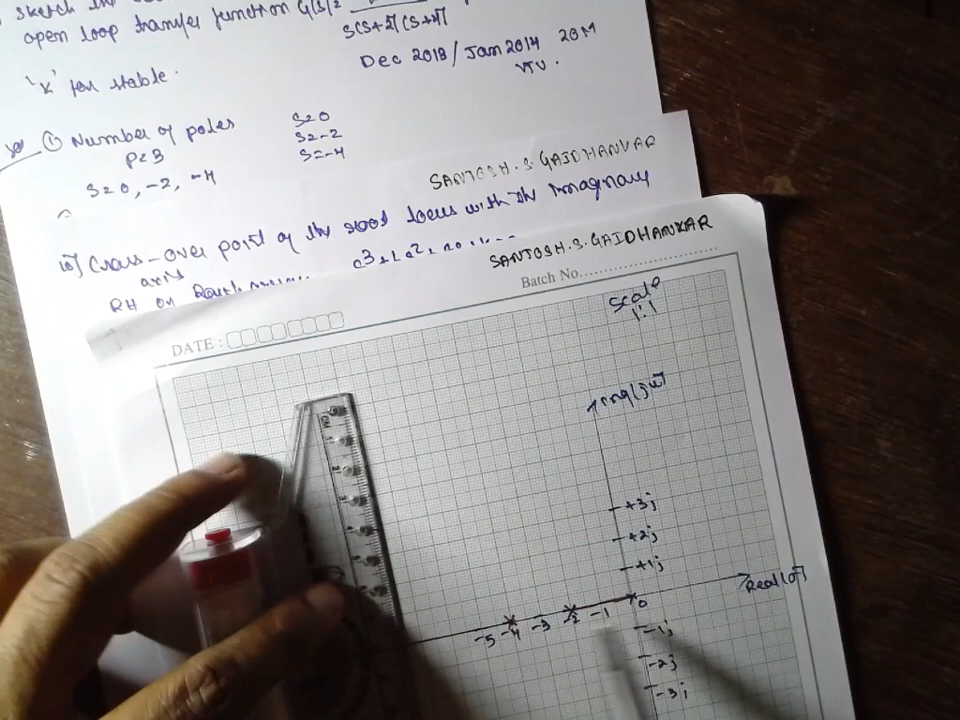 sketch the
open loop transfer function G(s)=
s(s+2)(s+4)
'K' for stable.
Dec 2013/Jan 2014 20M
VTU.
① Number of poles s=0
P=3 s=-2
s=0, -2, -4 s=-4
SANTOSH.S.GAIDHANKAR
Cross-over point of the root locus with the imaginary
axis
RH or Routh
SANTOSH.S.GAIDHANKAR
Batch No.
DATE :
Scale
1:1
Img(jω)
+3j
+2j
+1j
Real(σ)
-5 -4 -3 -2 -1 0
-1j
-2j
-3j